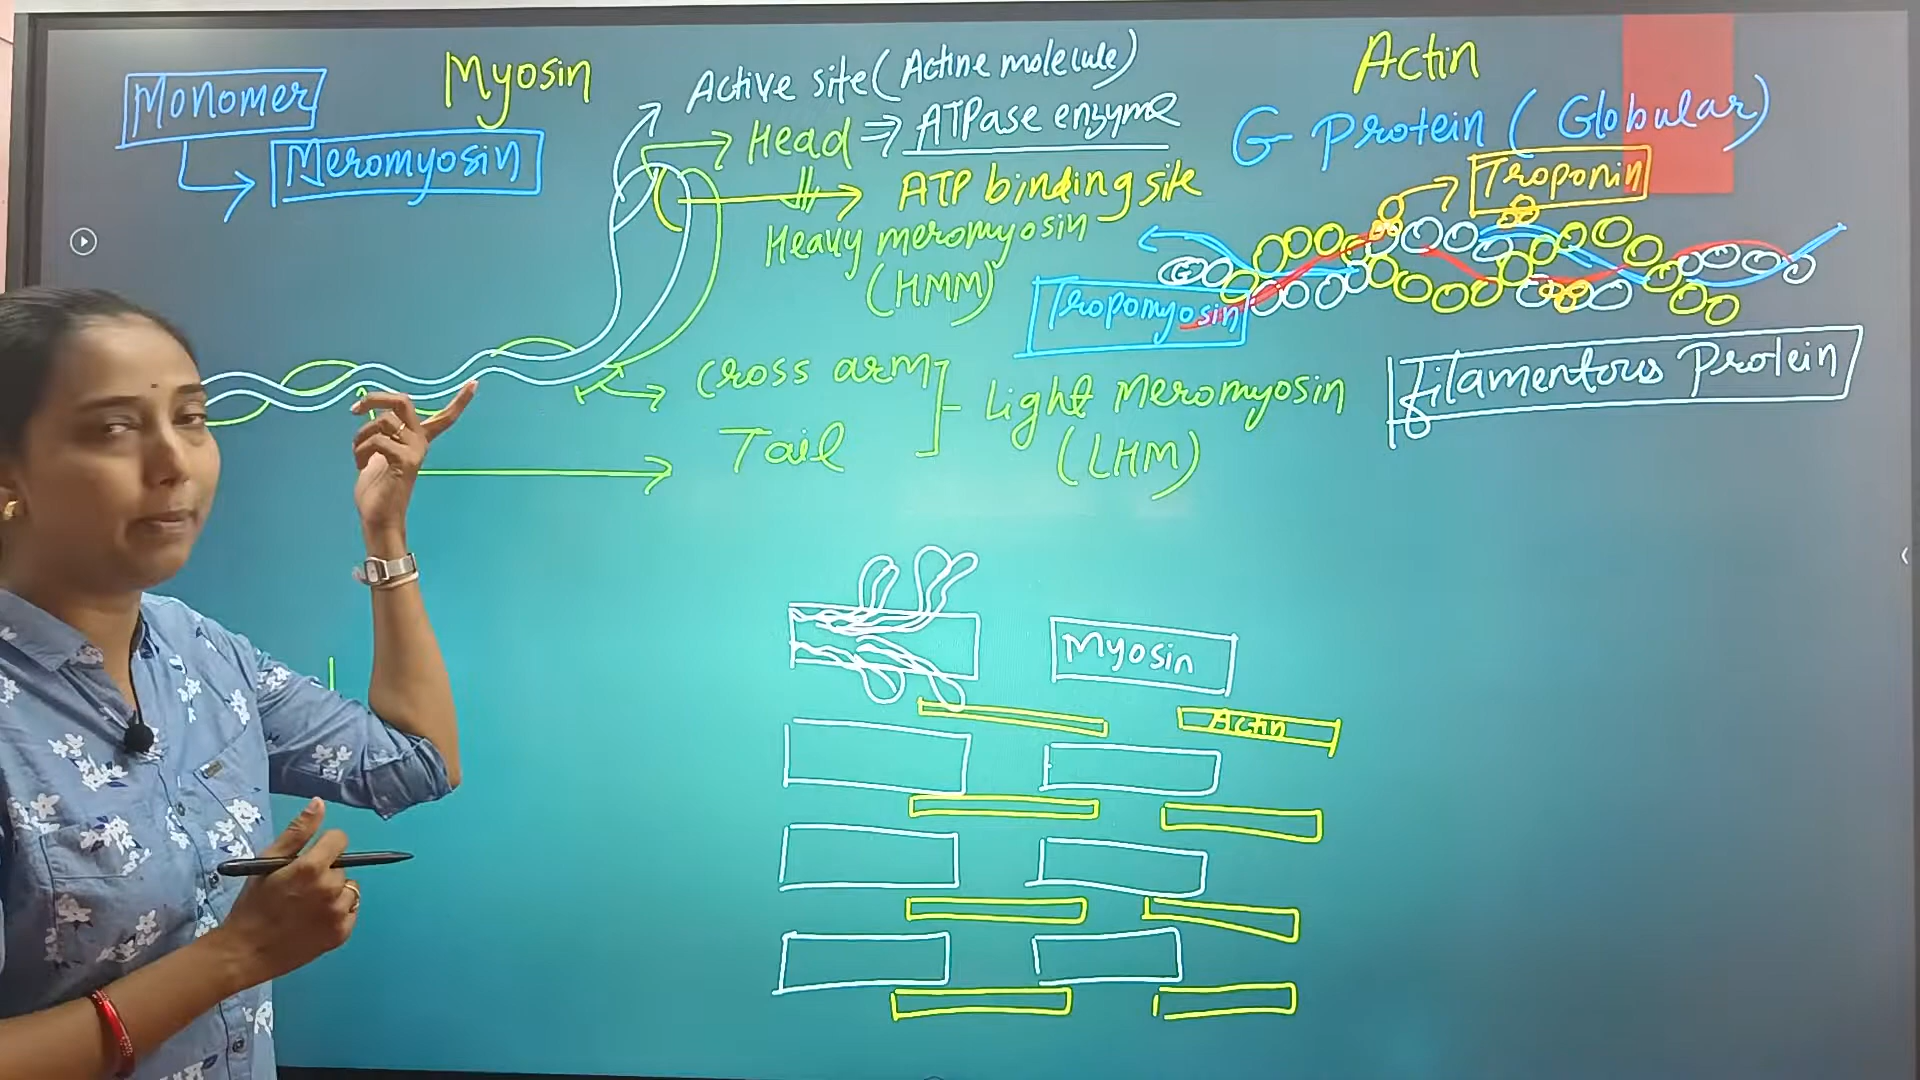 Monomer
Meromyosin
Myosin
Active site (Actine molecule)
Head ⇒ ATPase enzyme
ATP binding site
Heavy meromyosin
(HMM)
Cross arm
Tail
Light Meromyosin
(LHM)
Actin
G Protein (Globular)
Troponin
G
Tropomyosin
Filamentous Protein
Myosin
Actin